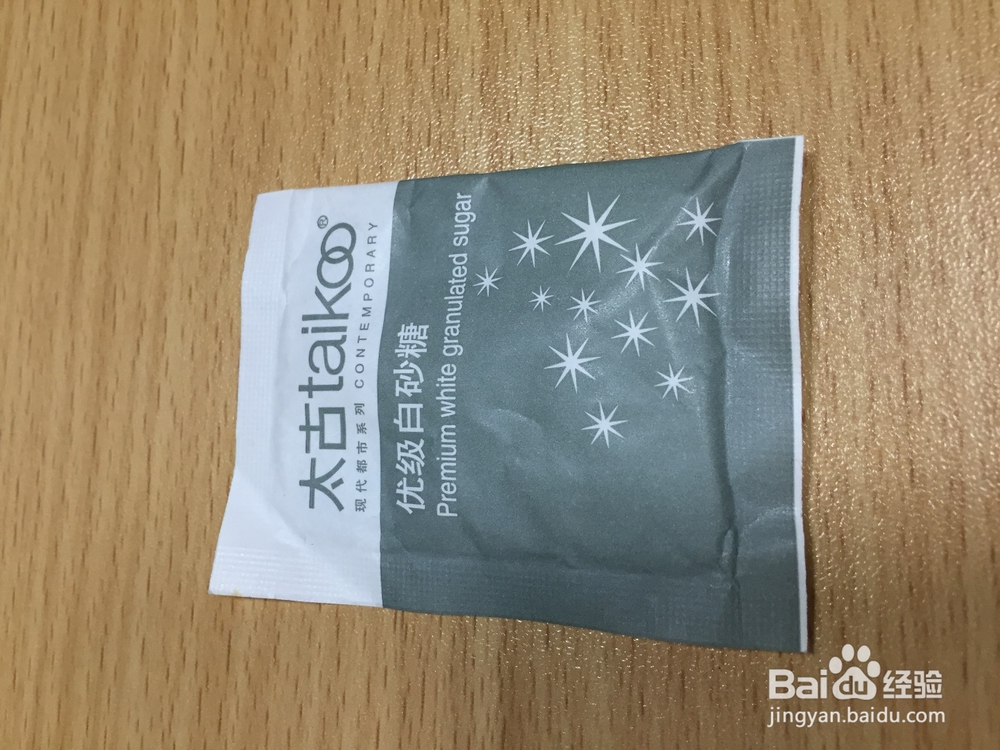 太古taikoo®
现代都市系列 CONTEMPORARY
优级白砂糖
Premium white granulated sugar
Baidu经验
jingyan.baidu.com